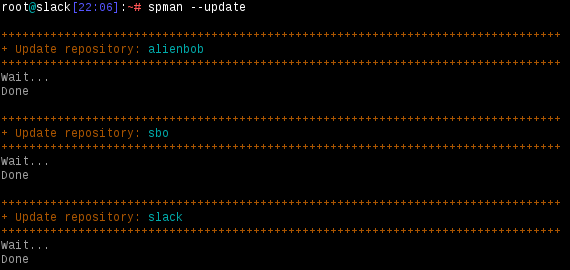 root@slack[22:06]:~# spman --update
++++++++++++++++++++++++++++++++++++++++++++++++++++++++++++++++++++++++++++++++
+ Update repository: alienbob
++++++++++++++++++++++++++++++++++++++++++++++++++++++++++++++++++++++++++++++++
Wait...
Done
++++++++++++++++++++++++++++++++++++++++++++++++++++++++++++++++++++++++++++++++
+ Update repository: sbo
++++++++++++++++++++++++++++++++++++++++++++++++++++++++++++++++++++++++++++++++
Wait...
Done
++++++++++++++++++++++++++++++++++++++++++++++++++++++++++++++++++++++++++++++++
+ Update repository: slack
++++++++++++++++++++++++++++++++++++++++++++++++++++++++++++++++++++++++++++++++
Wait...
Done